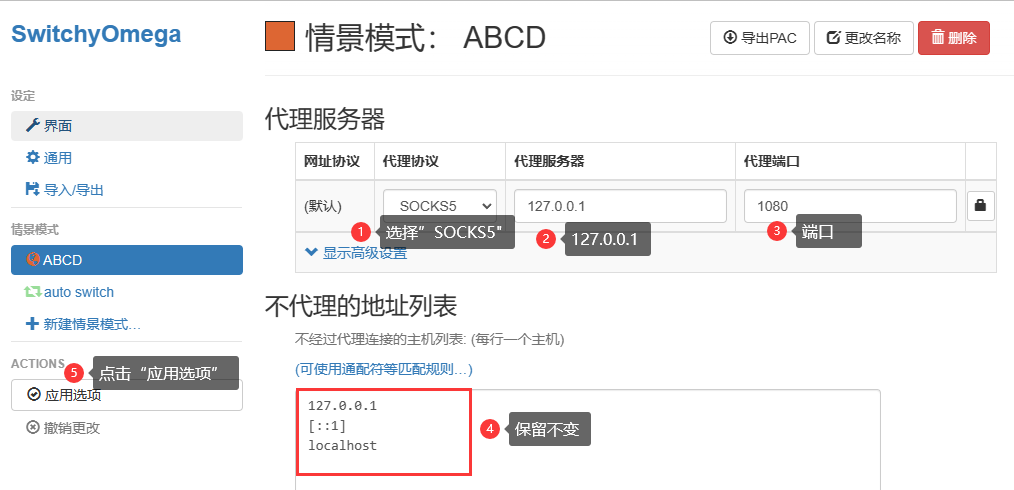 SwitchyOmega
情景模式： ABCD
导出PAC
更改名称
删除
设定
界面
通用
导入/导出
情景模式
ABCD
auto switch
新建情景模式…
ACTIONS
5 点击“应用选项”
应用选项
撤销更改
代理服务器
网址协议 代理协议 代理服务器 代理端口
(默认) SOCKS5 127.0.0.1 1080
1 选择”SOCKS5"
2 127.0.0.1
3 端口
显示高级设置
不代理的地址列表
不经过代理连接的主机列表: (每行一个主机)
(可使用通配符等匹配规则…)
127.0.0.1
[::1]
localhost
4 保留不变